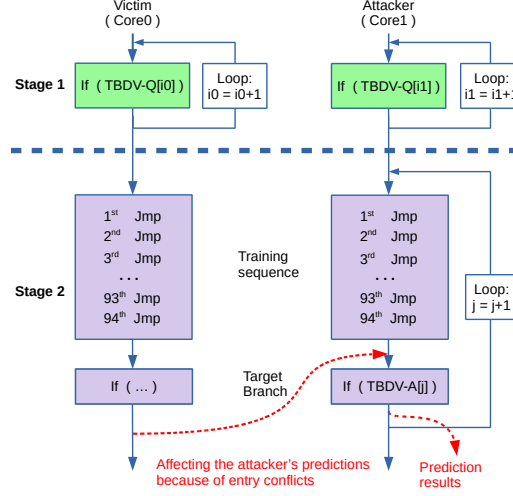 Victim
( Core0 )
Attacker
( Core1 )
Stage 1
If ( TBDV-Q[i0] )
Loop:
i0 = i0+1
If ( TBDV-Q[i1] )
Loop:
i1 = i1+1
1st Jmp
2nd Jmp
3rd Jmp
...
93th Jmp
94th Jmp
Training
sequence
1st Jmp
2nd Jmp
3rd Jmp
...
93th Jmp
94th Jmp
Stage 2
Loop:
j = j+1
If ( ... )
Target
Branch
If ( TBDV-A[j] )
Affecting the attacker's predictions
because of entry conflicts
Prediction
results